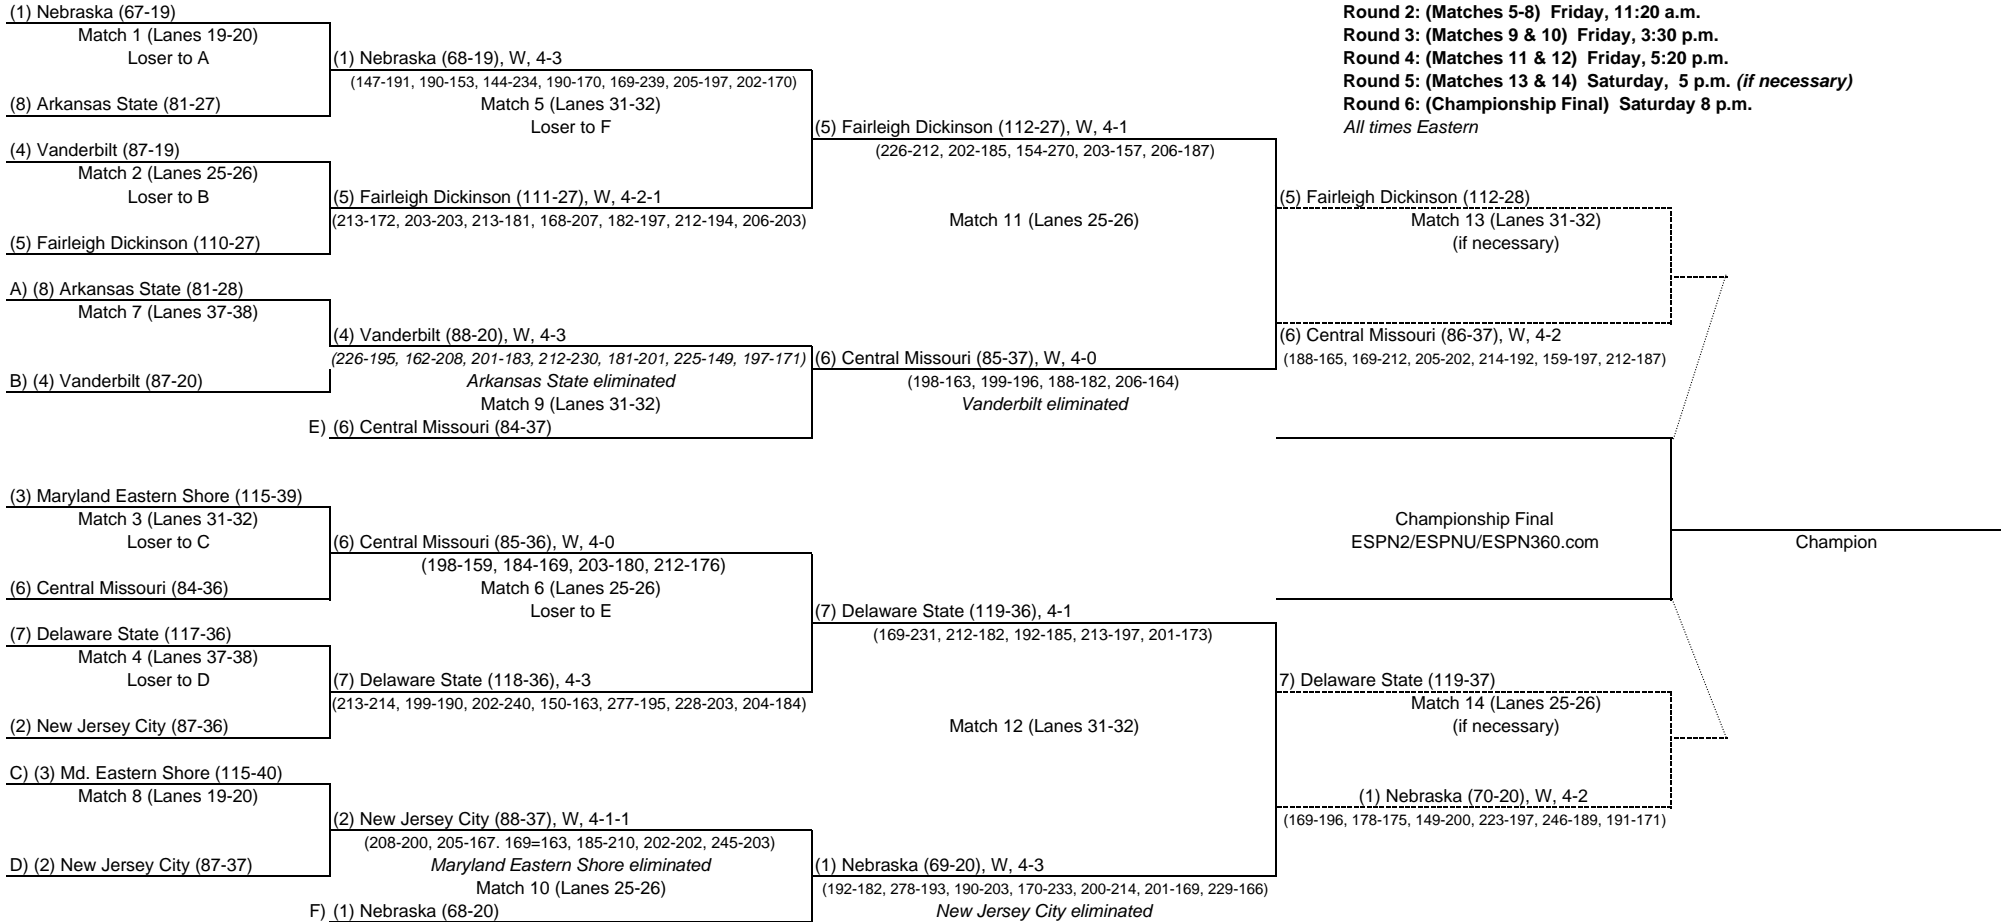 (1) Nebraska (67-19)
Match 1 (Lanes 19-20)
Loser to A
(8) Arkansas State (81-27)
(4) Vanderbilt (87-19)
Match 2 (Lanes 25-26)
Loser to B
(5) Fairleigh Dickinson (110-27)
A) (8) Arkansas State (81-28)
Match 7 (Lanes 37-38)
B) (4) Vanderbilt (87-20)
(3) Maryland Eastern Shore (115-39)
Match 3 (Lanes 31-32)
Loser to C
(6) Central Missouri (84-36)
(7) Delaware State (117-36)
Match 4 (Lanes 37-38)
Loser to D
(2) New Jersey City (87-36)
C) (3) Md. Eastern Shore (115-40)
Match 8 (Lanes 19-20)
D) (2) New Jersey City (87-37)
(1) Nebraska (68-19), W, 4-3
(147-191, 190-153, 144-234, 190-170, 169-239, 205-197, 202-170)
Match 5 (Lanes 31-32)
Loser to F
(5) Fairleigh Dickinson (111-27), W, 4-2-1
(213-172, 203-203, 213-181, 168-207, 182-197, 212-194, 206-203)
(4) Vanderbilt (88-20), W, 4-3
(226-195, 162-208, 201-183, 212-230, 181-201, 225-149, 197-171)
Arkansas State eliminated
Match 9 (Lanes 31-32)
E) (6) Central Missouri (84-37)
(6) Central Missouri (85-36), W, 4-0
(198-159, 184-169, 203-180, 212-176)
Match 6 (Lanes 25-26)
Loser to E
(7) Delaware State (118-36), 4-3
(213-214, 199-190, 202-240, 150-163, 277-195, 228-203, 204-184)
(2) New Jersey City (88-37), W, 4-1-1
(208-200, 205-167. 169=163, 185-210, 202-202, 245-203)
Maryland Eastern Shore eliminated
Match 10 (Lanes 25-26)
F) (1) Nebraska (68-20)
(5) Fairleigh Dickinson (112-27), W, 4-1
(226-212, 202-185, 154-270, 203-157, 206-187)
Match 11 (Lanes 25-26)
(6) Central Missouri (85-37), W, 4-0
(198-163, 199-196, 188-182, 206-164)
Vanderbilt eliminated
(7) Delaware State (119-36), 4-1
(169-231, 212-182, 192-185, 213-197, 201-173)
Match 12 (Lanes 31-32)
(1) Nebraska (69-20), W, 4-3
(192-182, 278-193, 190-203, 170-233, 200-214, 201-169, 229-166)
New Jersey City eliminated
Round 2: (Matches 5-8) Friday, 11:20 a.m.
Round 3: (Matches 9 & 10) Friday, 3:30 p.m.
Round 4: (Matches 11 & 12) Friday, 5:20 p.m.
Round 5: (Matches 13 & 14) Saturday, 5 p.m. (if necessary)
Round 6: (Championship Final) Saturday 8 p.m.
All times Eastern
(5) Fairleigh Dickinson (112-28)
Match 13 (Lanes 31-32)
(if necessary)
(6) Central Missouri (86-37), W, 4-2
(188-165, 169-212, 205-202, 214-192, 159-197, 212-187)
Championship Final
ESPN2/ESPNU/ESPN360.com
Champion
7) Delaware State (119-37)
Match 14 (Lanes 25-26)
(if necessary)
(1) Nebraska (70-20), W, 4-2
(169-196, 178-175, 149-200, 223-197, 246-189, 191-171)